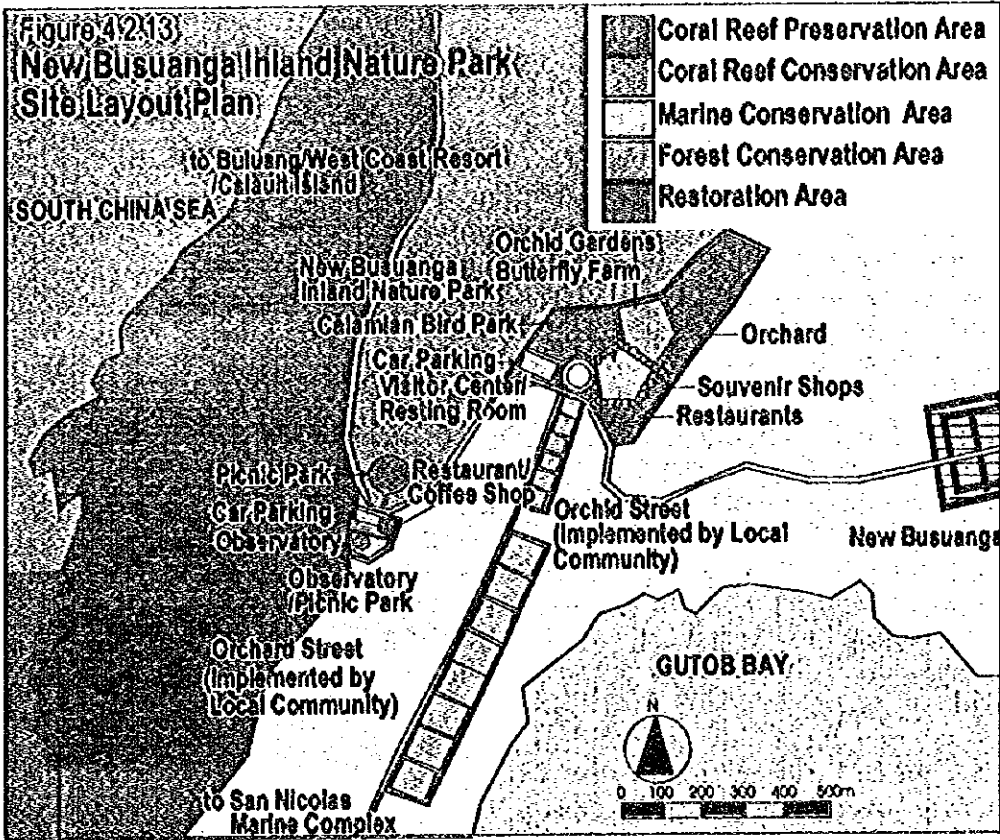 Figure 4.2.13
New Busuanga Inland Nature Park
Site Layout Plan
Coral Reef Preservation Area
Coral Reef Conservation Area
Marine Conservation Area
Forest Conservation Area
Restoration Area
to Buluang/West Coast Resort
/Calauit Island
SOUTH CHINA SEA
Orchid Gardens
Butterfly Farm
New Busuanga
Inland Nature Park
Calamian Bird Park
Orchard
Car Parking
Visitor Center/
Resting Room
Souvenir Shops
Restaurants
Picnic Park
Restaurant/
Coffee Shop
Car Parking
Observatory
Orchid Street
(Implemented by Local
Community)
New Busuanga
Observatory
/Picnic Park
Orchard Street
(Implemented by
Local Community)
GUTOB BAY
N
0 100 200 300 400 500m
to San Nicolas
Marine Complex